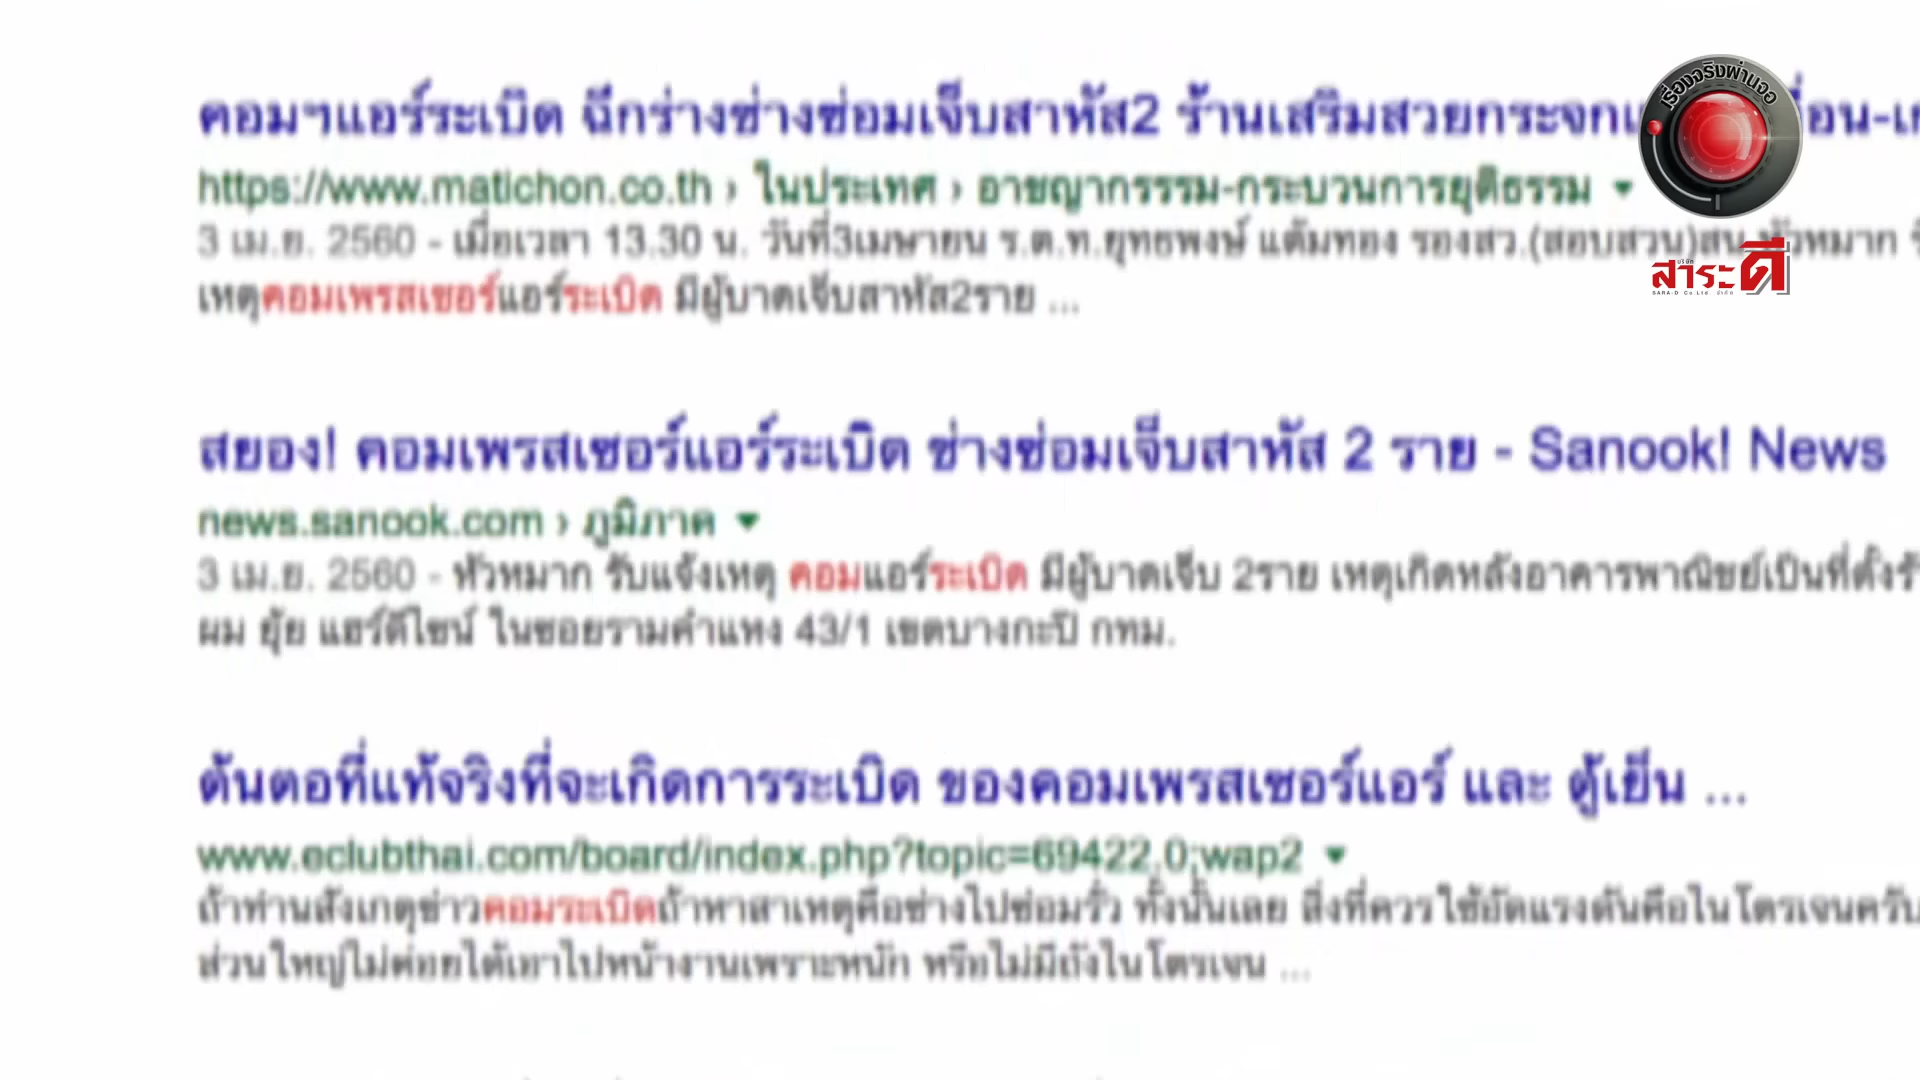 คอมฯแอร์ระเบิด ฉีกร่างช่างซ่อมเจ็บสาหัส2 ร้านเสริมสวยกระจก
เรื่องจริงผ่านจอ
https://www.matichon.co.th › ในประเทศ › อาชญากรรรม-กระบวนการยุติธรรม
3 เม.ย. 2560 - เมื่อเวลา 13.30 น. วันที่3เมษายน ร.ต.ท.ยุทธพงษ์ แต้มทอง รองสว.(สอบสวน)สน.หัวหมาก
บริษัท สาระดี จำกัด
SARA-D Co.Ltd
เหตุคอมเพรสเซอร์แอร์ระเบิด มีผู้บาดเจ็บสาหัส2ราย ...
สยอง! คอมเพรสเซอร์แอร์ระเบิด ช่างซ่อมเจ็บสาหัส 2 ราย - Sanook! News
news.sanook.com › ภูมิภาค
3 เม.ย. 2560 - หัวหมาก รับแจ้งเหตุ คอมแอร์ระเบิด มีผู้บาดเจ็บ 2ราย เหตุเกิดหลังอาคารพาณิชย์เป็นที่ตั้ง
ผม ยุ้ย แฮร์ดีไซน์ ในซอยรามคำแหง 43/1 เขตบางกะปิ กทม.
ต้นตอที่แท้จริงที่จะเกิดการระเบิด ของคอมเพรสเซอร์แอร์ และ ตู้เย็น ...
www.eclubthai.com/board/index.php?topic=69422.0;wap2
ถ้าท่านสังเกตุข่าวคอมระเบิดถ้าหาสาเหตุคือช่างไปซ่อมรั่ว ทั้งนั้นเลย สิ่งที่ควรใช้อัดแรงดันคือไนโตรเจนครับ
ส่วนใหญ่ไม่ค่อยได้เอาไปหน้างานเพราะหนัก หรือไม่มีถังไนโตรเจน ...